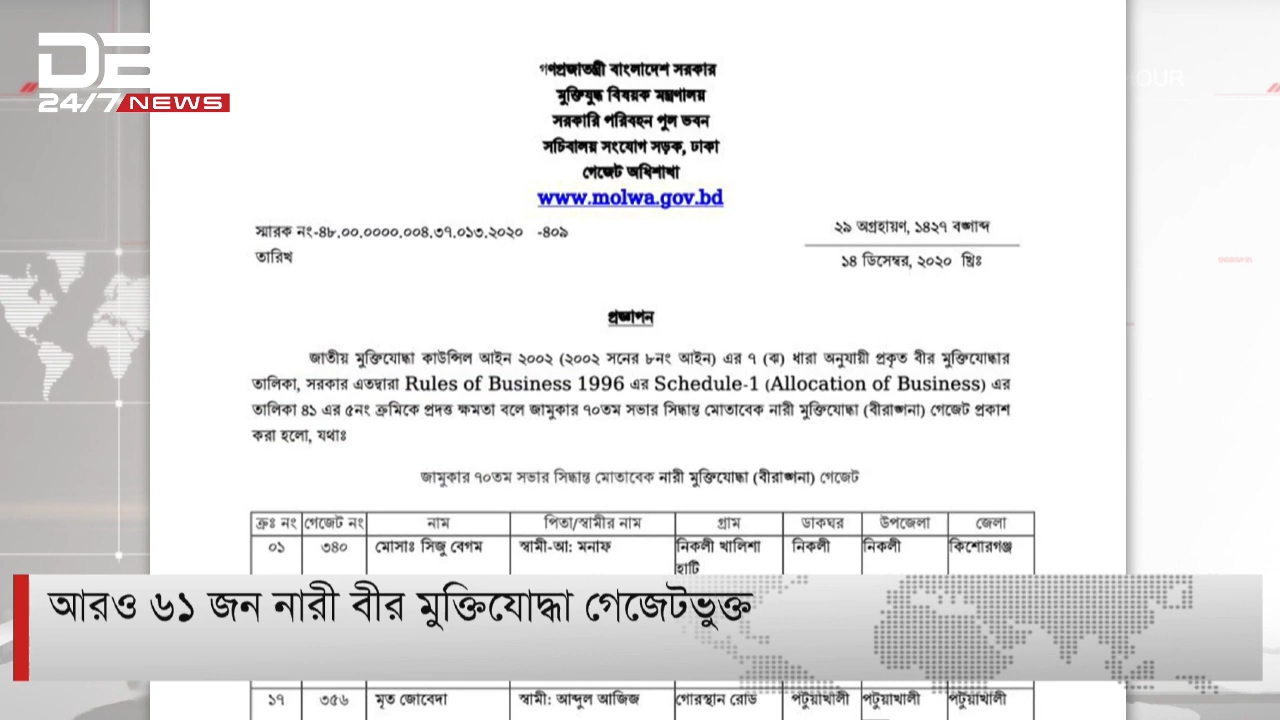 DB
24/7 NEWS
OUR
গণপ্রজাতন্ত্রী বাংলাদেশ সরকার
মুক্তিযুদ্ধ বিষয়ক মন্ত্রণালয়
সরকারি পরিবহন পুল ভবন
সচিবালয় সংযোগ সড়ক, ঢাকা
গেজেট অধিশাখা
www.molwa.gov.bd
স্মারক নং-৪৮.০০.০০০০.০০৪.৩৭.০১৩.২০২০ -৪০৯
২৯ অগ্রহায়ণ, ১৪২৭ বঙ্গাব্দ
তারিখ
১৪ ডিসেম্বর, ২০২০ খ্রিঃ
প্রজ্ঞাপন
জাতীয় মুক্তিযোদ্ধা কাউন্সিল আইন ২০০২ (২০০২ সনের ৮নং আইন) এর ৭ (ক) ধারা অনুযায়ী প্রকৃত বীর মুক্তিযোদ্ধার
তালিকা, সরকার এতদ্বারা Rules of Business 1996 এর Schedule-1 (Allocation of Business) এর
তালিকা ৪১ এর ৫নং ক্রমিকে প্রদত্ত ক্ষমতা বলে জামুকার ৭০তম সভার সিদ্ধান্ত মোতাবেক নারী মুক্তিযোদ্ধা (বীরাঙ্গনা) গেজেট প্রকাশ
করা হলো, যথাঃ
জামুকার ৭০তম সভার সিদ্ধান্ত মোতাবেক নারী মুক্তিযোদ্ধা (বীরাঙ্গনা) গেজেট
ক্রঃ নং গেজেট নং নাম পিতা/স্বামীর নাম গ্রাম ডাকঘর উপজেলা জেলা
০১ ৩৪০ মোসাঃ সিজু বেগম স্বামী-আ: মনাফ নিকলী খালিশা হাটি নিকলী নিকলী কিশোরগঞ্জ
আরও ৬১ জন নারী বীর মুক্তিযোদ্ধা গেজেটভুক্ত
১৭ ৩৫৬ মৃত জোবেদা স্বামী: আব্দুল আজিজ গোরস্থান রোড পটুয়াখালী পটুয়াখালী পটুয়াখালী